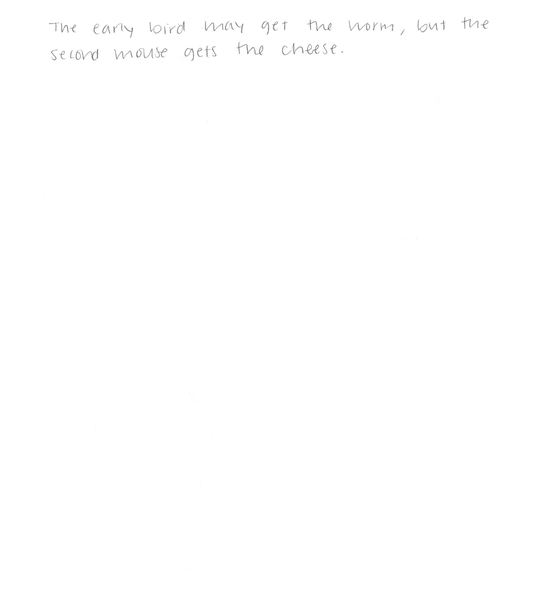 The early bird may get the worm, but the
second mouse gets the cheese.